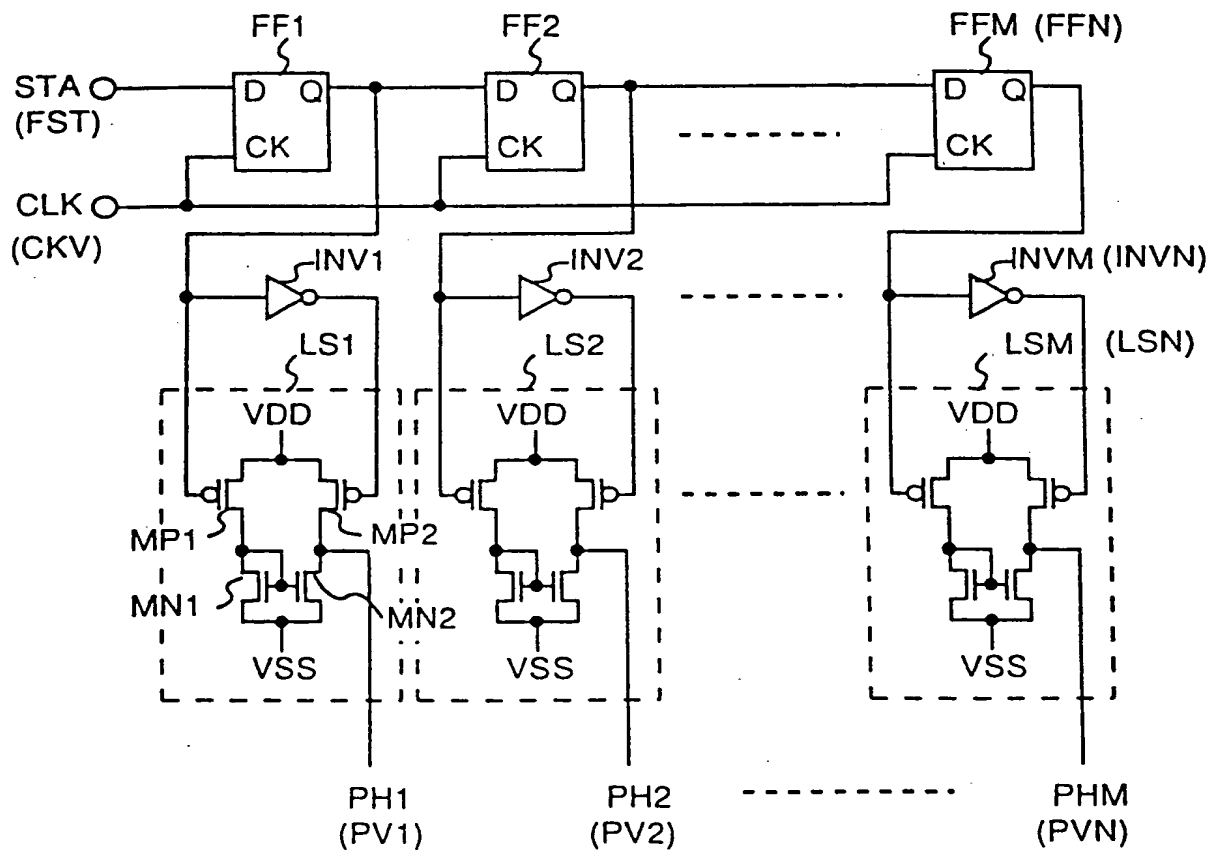 FF1 FF2 FFM (FFN)
STA D Q D Q D Q
(FST)
CK CK CK
CLK
(CKV)
INV1 INV2 INVM (INVN)
LS1 LS2 LSM (LSN)
VDD VDD VDD
MP1 MP2
MN1 MN2
VSS VSS VSS
PH1 PH2 PHM
(PV1) (PV2) (PVN)